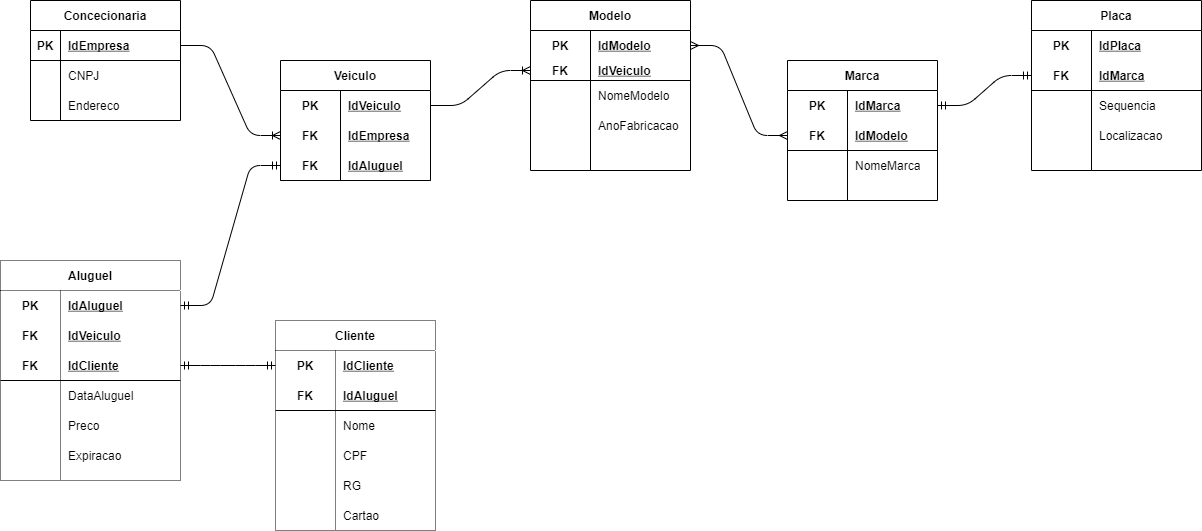 Concecionaria
PK IdEmpresa
CNPJ
Endereco
Veiculo
PK IdVeiculo
FK IdEmpresa
FK IdAluguel
Modelo
PK IdModelo
FK IdVeiculo
NomeModelo
AnoFabricacao
Marca
PK IdMarca
FK IdModelo
NomeMarca
Placa
PK IdPlaca
FK IdMarca
Sequencia
Localizacao
Aluguel
PK IdAluguel
FK IdVeiculo
FK IdCliente
DataAluguel
Preco
Expiracao
Cliente
PK IdCliente
FK IdAluguel
Nome
CPF
RG
Cartao